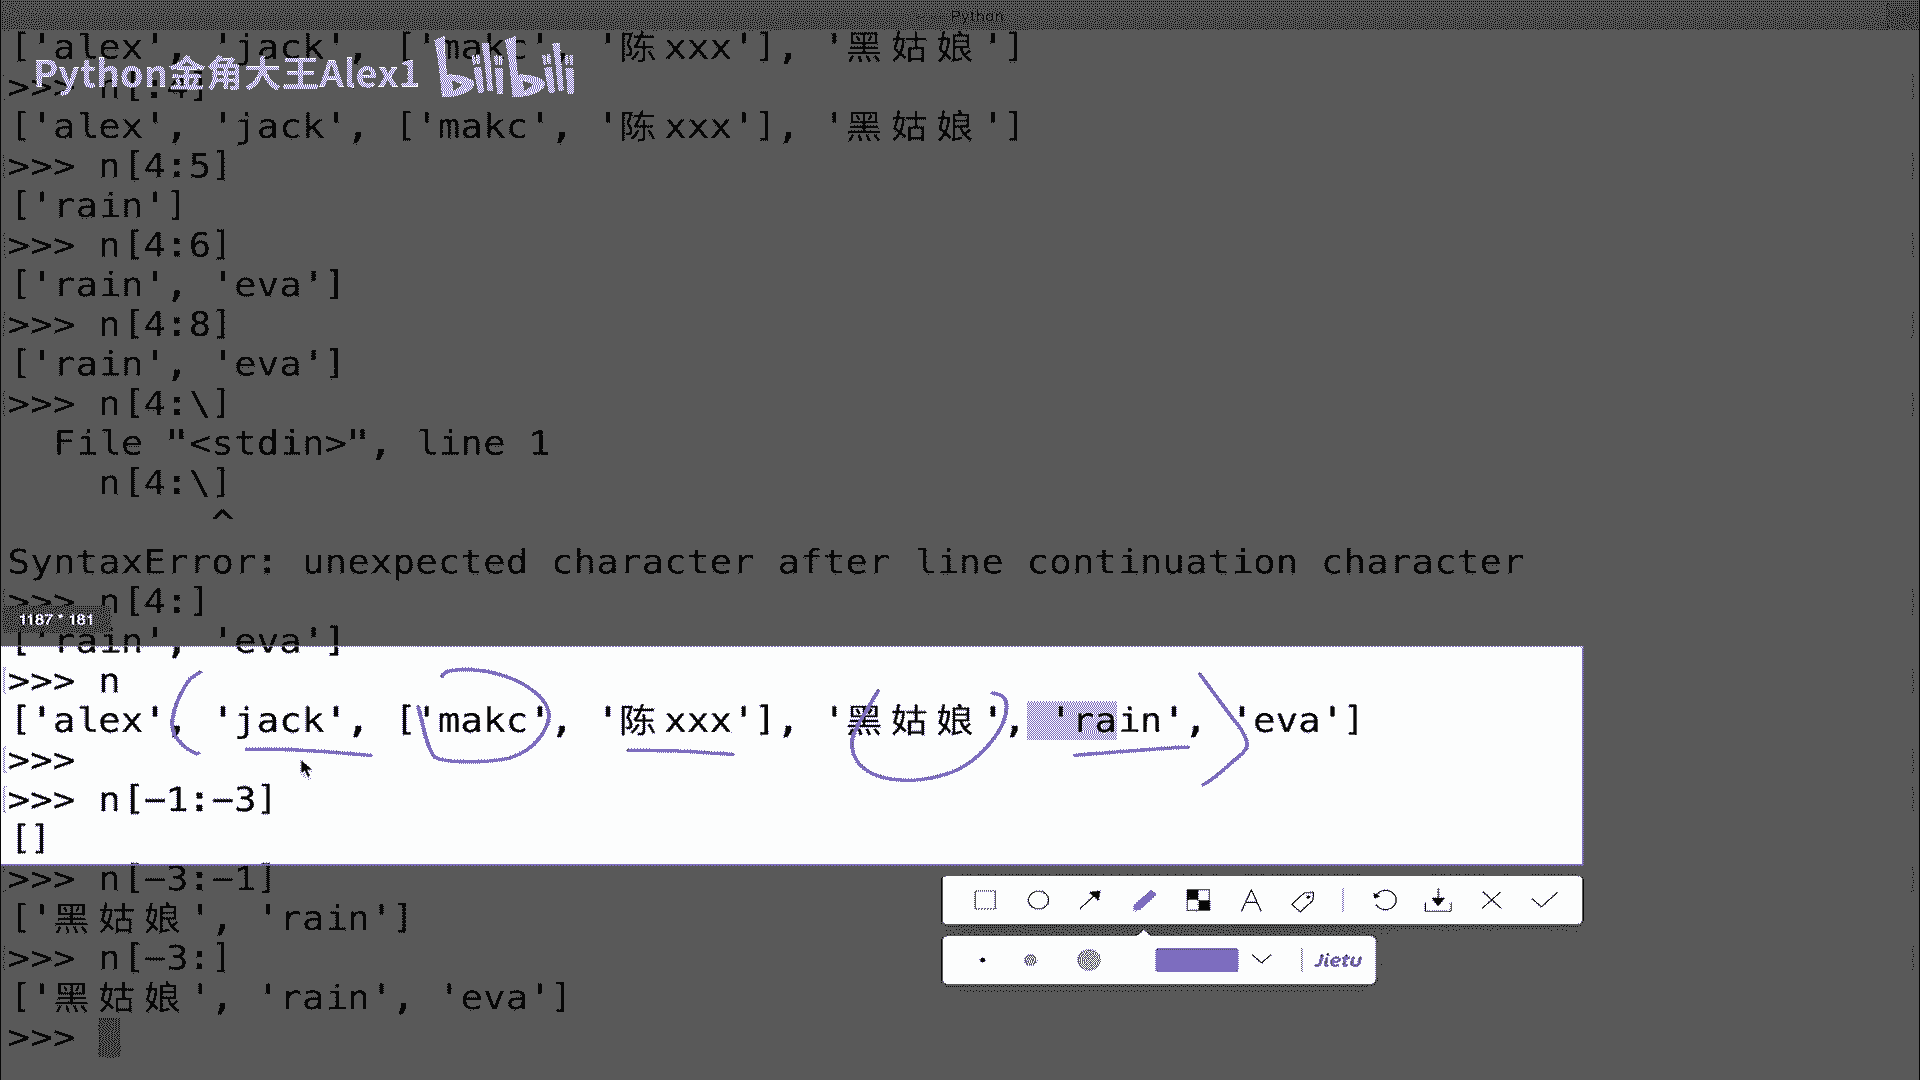 Python
['alex', 'jack', ['makc', '陈xxx'], '黑姑娘']
Python金角大王Alex1 bilibili
>>> n[:4]
['alex', 'jack', ['makc', '陈xxx'], '黑姑娘']
>>> n[4:5]
['rain']
>>> n[4:6]
['rain', 'eva']
>>> n[4:8]
['rain', 'eva']
>>> n[4:\]
  File "<stdin>", line 1
    n[4:\]
         ^
SyntaxError: unexpected character after line continuation character
>>> n[4:]
1187 * 181
['rain', 'eva']
>>> n
['alex', 'jack', ['makc', '陈xxx'], '黑姑娘', 'rain', 'eva']
>>>
>>> n[-1:-3]
[]
>>> n[-3:-1]
['黑姑娘', 'rain']
>>> n[-3:]
['黑姑娘', 'rain', 'eva']
>>>
A
Jietu